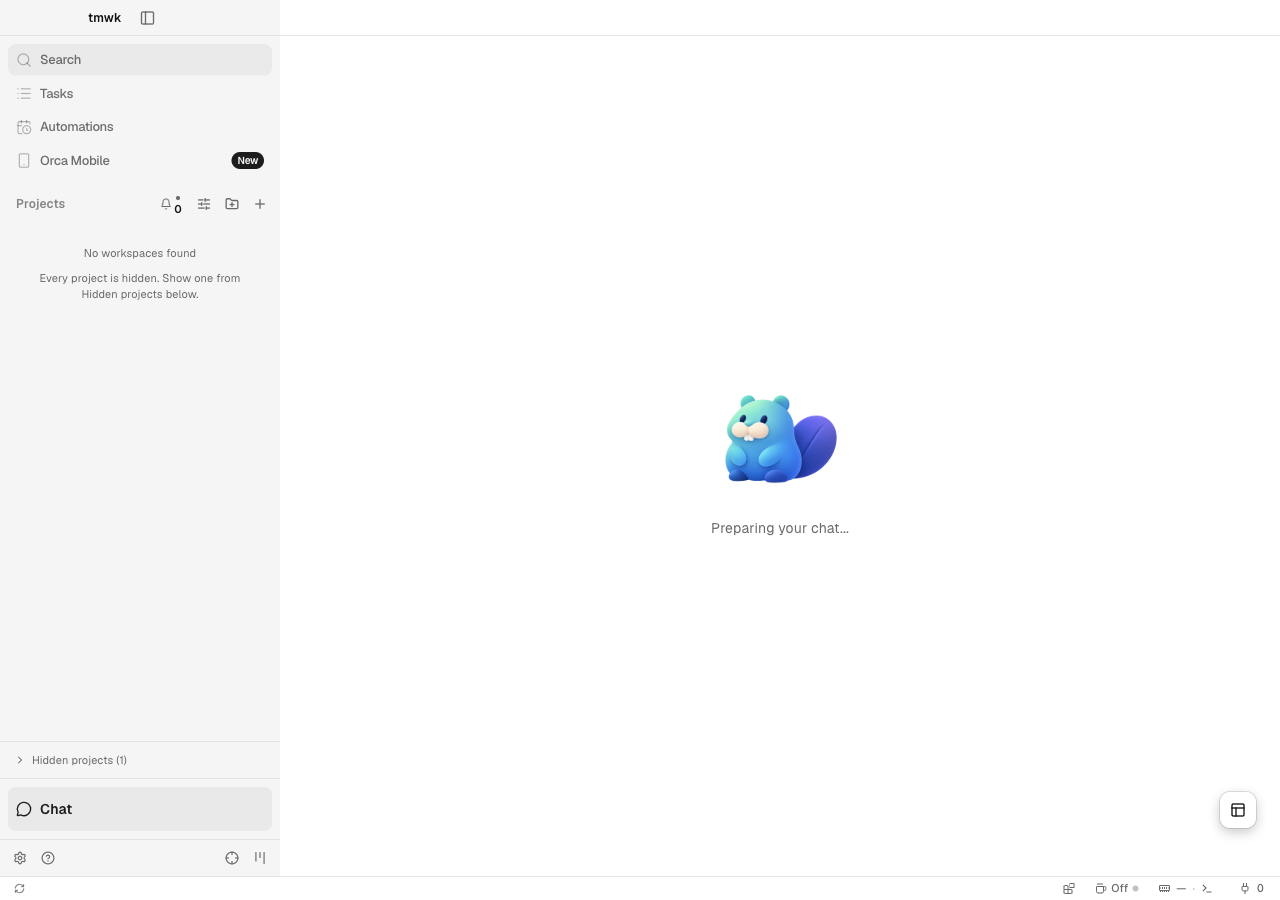 tmwk
Search
Tasks
Automations
Orca Mobile
New
Projects
0
No workspaces found
Every project is hidden. Show one from
Hidden projects below.
Preparing your chat...
Hidden projects (1)
Chat
Off
— ·
0